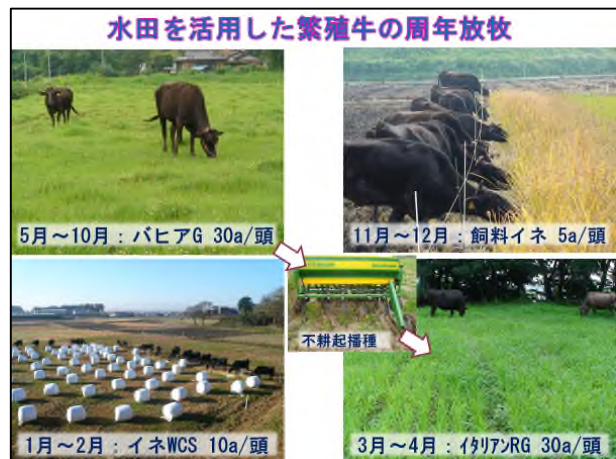 水田を活用した繁殖牛の周年放牧
5月～10月：バヒアG 30a/頭
11月～12月：飼料イネ 5a/頭
不耕起播種
1月～2月：イネWCS 10a/頭
3月～4月：ｲﾀﾘｱﾝRG 30a/頭